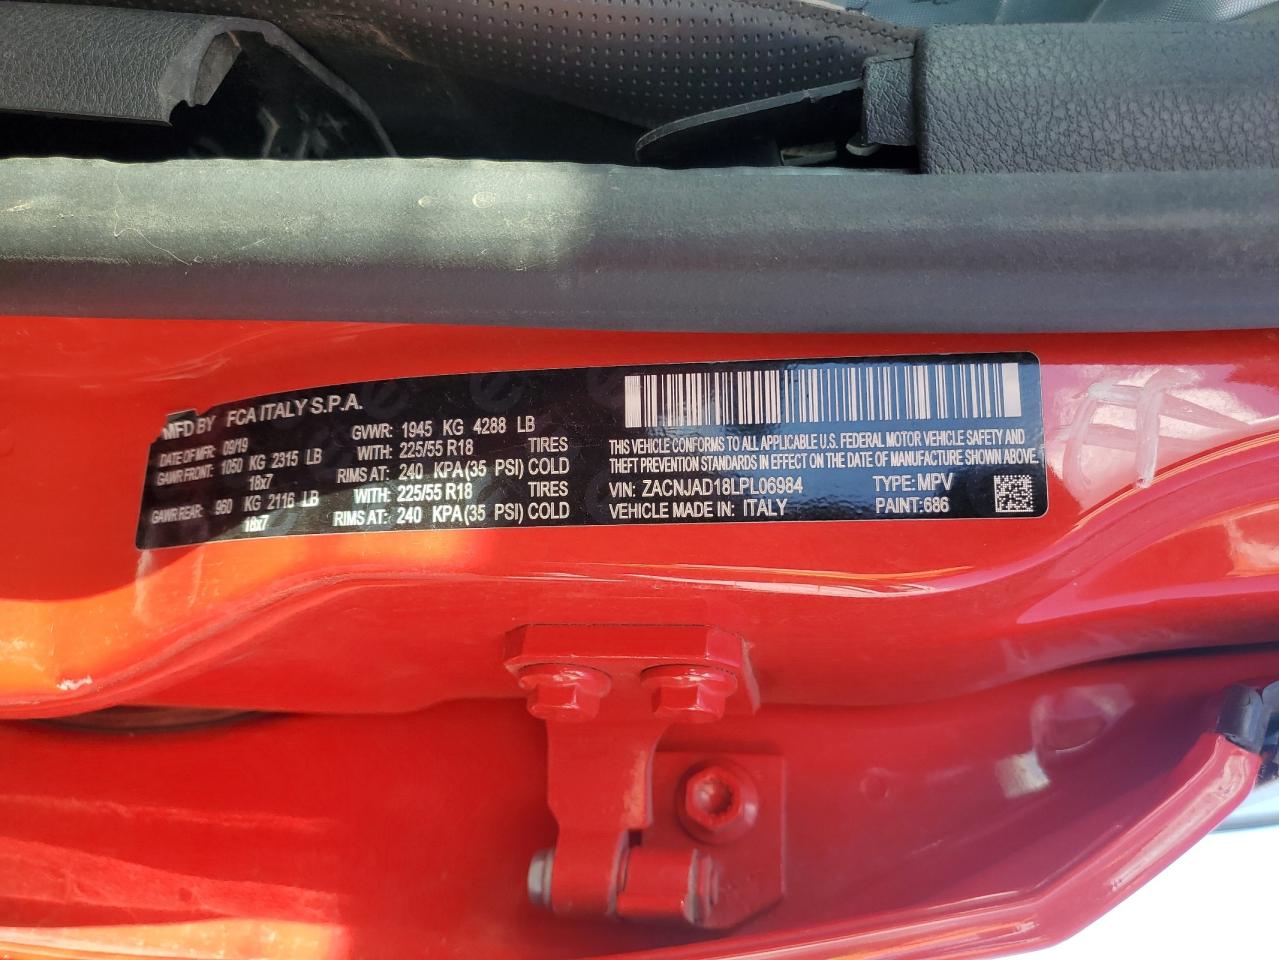 MFD BY FCA ITALY S.P.A.
DATE OF MFR: 09/19 GVWR: 1945 KG 4288 LB
GAWR FRONT: 1050 KG 2315 LB WITH: 225/55 R18 TIRES
18x7 RIMS AT: 240 KPA(35 PSI) COLD
GAWR REAR: 960 KG 2116 LB WITH: 225/55 R18 TIRES
18x7 RIMS AT: 240 KPA(35 PSI) COLD
THIS VEHICLE CONFORMS TO ALL APPLICABLE U.S. FEDERAL MOTOR VEHICLE SAFETY AND
THEFT PREVENTION STANDARDS IN EFFECT ON THE DATE OF MANUFACTURE SHOWN ABOVE.
VIN: ZACNJAD18LPL06984 TYPE: MPV
VEHICLE MADE IN: ITALY PAINT:686